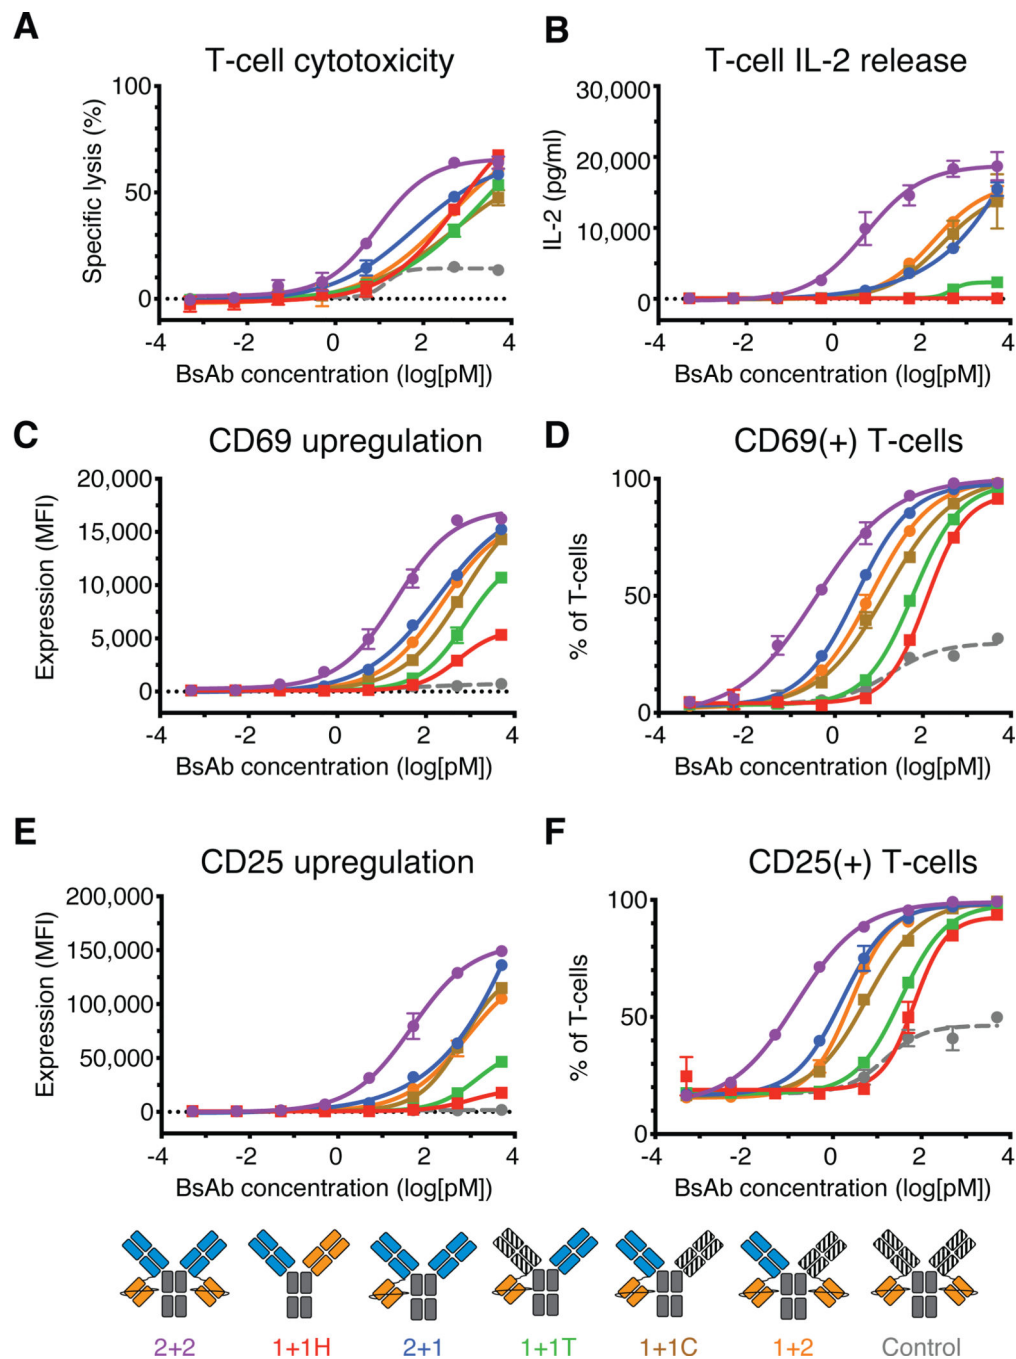 A
T-cell cytotoxicity
Specific lysis (%)
100
50
0
-4 -2 0 2 4
BsAb concentration (log[pM])
B
T-cell IL-2 release
IL-2 (pg/ml)
30,000
20,000
10,000
0
-4 -2 0 2 4
BsAb concentration (log[pM])
C
CD69 upregulation
Expression (MFI)
20,000
15,000
10,000
5,000
0
-4 -2 0 2 4
BsAb concentration (log[pM])
D
CD69(+) T-cells
% of T-cells
100
50
0
-4 -2 0 2 4
BsAb concentration (log[pM])
E
CD25 upregulation
Expression (MFI)
200,000
150,000
100,000
50,000
0
-4 -2 0 2 4
BsAb concentration (log[pM])
F
CD25(+) T-cells
% of T-cells
100
50
0
-4 -2 0 2 4
BsAb concentration (log[pM])
2+2 1+1H 2+1 1+1T 1+1C 1+2 Control